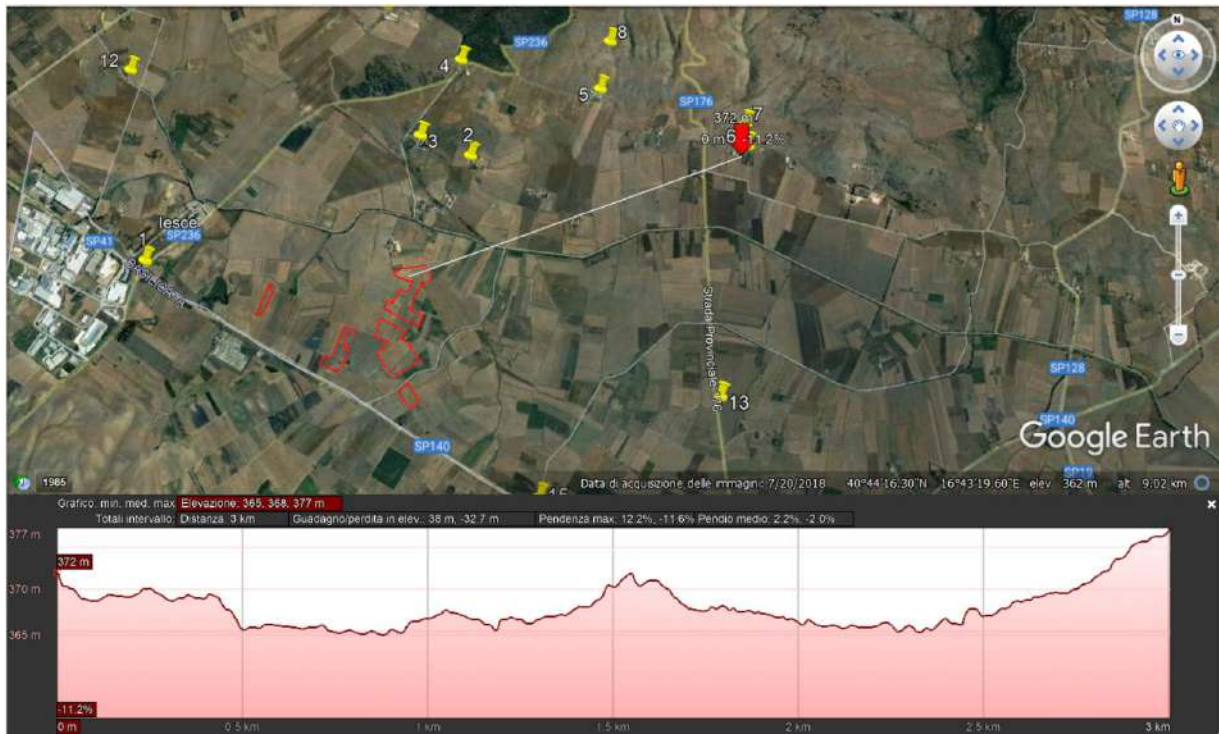 SP128
N
12
4
SP236
8
5
SP176
7
372 m
0 m
6
-11.2%
3
2
Iesce
SP41
SP236
1
Strada Provinciale 176
13
SP128
SP140
SP140
SP19
Google Earth
1985
Data di acquisizione delle immagini: 7/20/2018 40°44'16.30"N 16°43'19.60"E elev 362 m alt 9.02 km
Grafico: min. med. max Elevazione: 365, 368, 377 m
Totali intervallo: Distanza: 3 km Guadagno/perdita in elev.: 38 m, -32.7 m Pendenza max: 12.2%, -11.6% Pendio medio: 2.2%, -2.0%
377 m
372 m
370 m
365 m
-11.2%
0 m 0.5 km 1 km 1.5 km 2 km 2.5 km 3 km